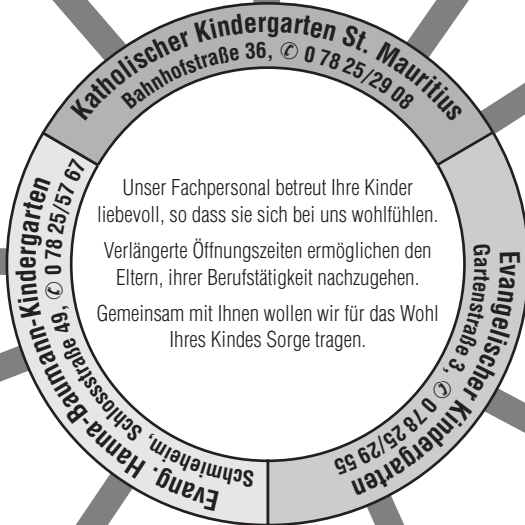 Katholischer Kindergarten St. Mauritius
Bahnhofstraße 36, ✆ 0 78 25/29 08
Evangelischer Kindergarten
Gartenstraße 3, ✆ 0 78 25/29 55
Evang. Hanna-Baumann-Kindergarten
Schmieheim, Schlossstraße 49, ✆ 0 78 25/57 67
Unser Fachpersonal betreut Ihre Kinder
liebevoll, so dass sie sich bei uns wohlfühlen.
Verlängerte Öffnungszeiten ermöglichen den
Eltern, ihrer Berufstätigkeit nachzugehen.
Gemeinsam mit Ihnen wollen wir für das Wohl
Ihres Kindes Sorge tragen.